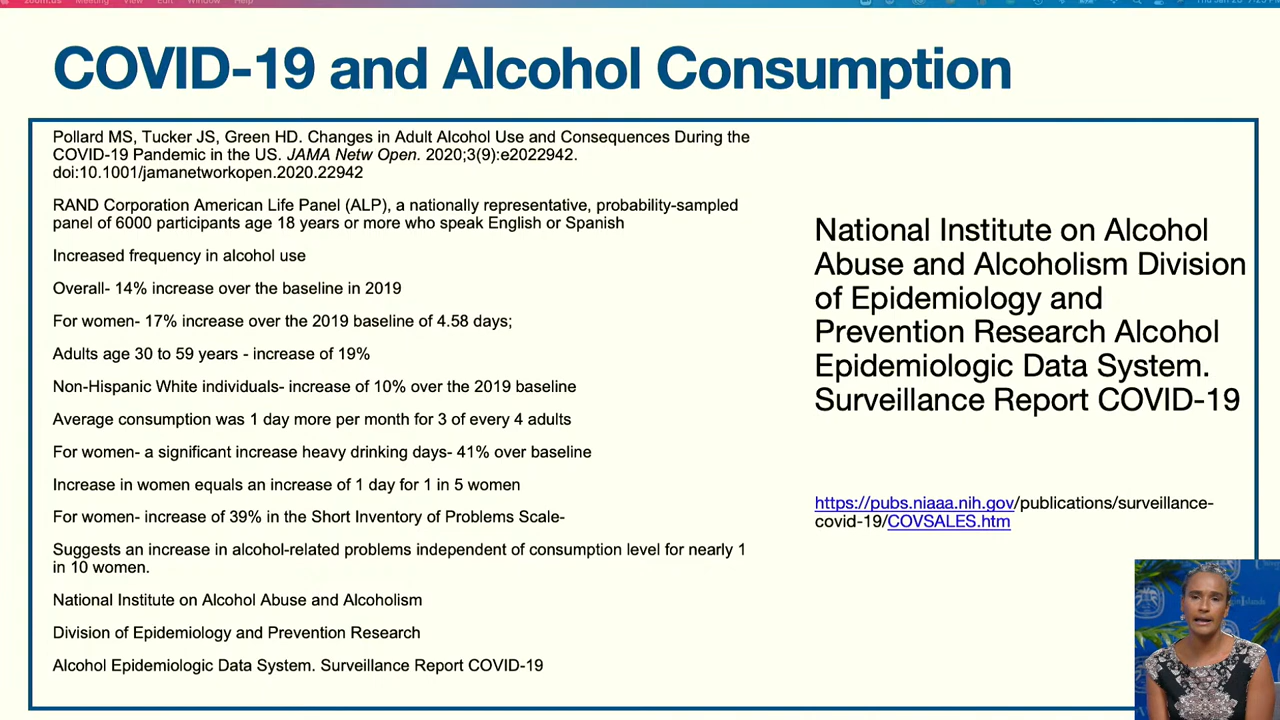 zoom.us Meeting View Edit Window Help
COVID-19 and Alcohol Consumption
Pollard MS, Tucker JS, Green HD. Changes in Adult Alcohol Use and Consequences During the
COVID-19 Pandemic in the US. JAMA Netw Open. 2020;3(9):e2022942.
doi:10.1001/jamanetworkopen.2020.22942
RAND Corporation American Life Panel (ALP), a nationally representative, probability-sampled
panel of 6000 participants age 18 years or more who speak English or Spanish
Increased frequency in alcohol use
Overall- 14% increase over the baseline in 2019
For women- 17% increase over the 2019 baseline of 4.58 days;
Adults age 30 to 59 years - increase of 19%
Non-Hispanic White individuals- increase of 10% over the 2019 baseline
Average consumption was 1 day more per month for 3 of every 4 adults
For women- a significant increase heavy drinking days- 41% over baseline
Increase in women equals an increase of 1 day for 1 in 5 women
For women- increase of 39% in the Short Inventory of Problems Scale-
Suggests an increase in alcohol-related problems independent of consumption level for nearly 1
in 10 women.
National Institute on Alcohol Abuse and Alcoholism
Division of Epidemiology and Prevention Research
Alcohol Epidemiologic Data System. Surveillance Report COVID-19
National Institute on Alcohol
Abuse and Alcoholism Division
of Epidemiology and
Prevention Research Alcohol
Epidemiologic Data System.
Surveillance Report COVID-19
https://pubs.niaaa.nih.gov/publications/surveillance-
covid-19/COVSALES.htm